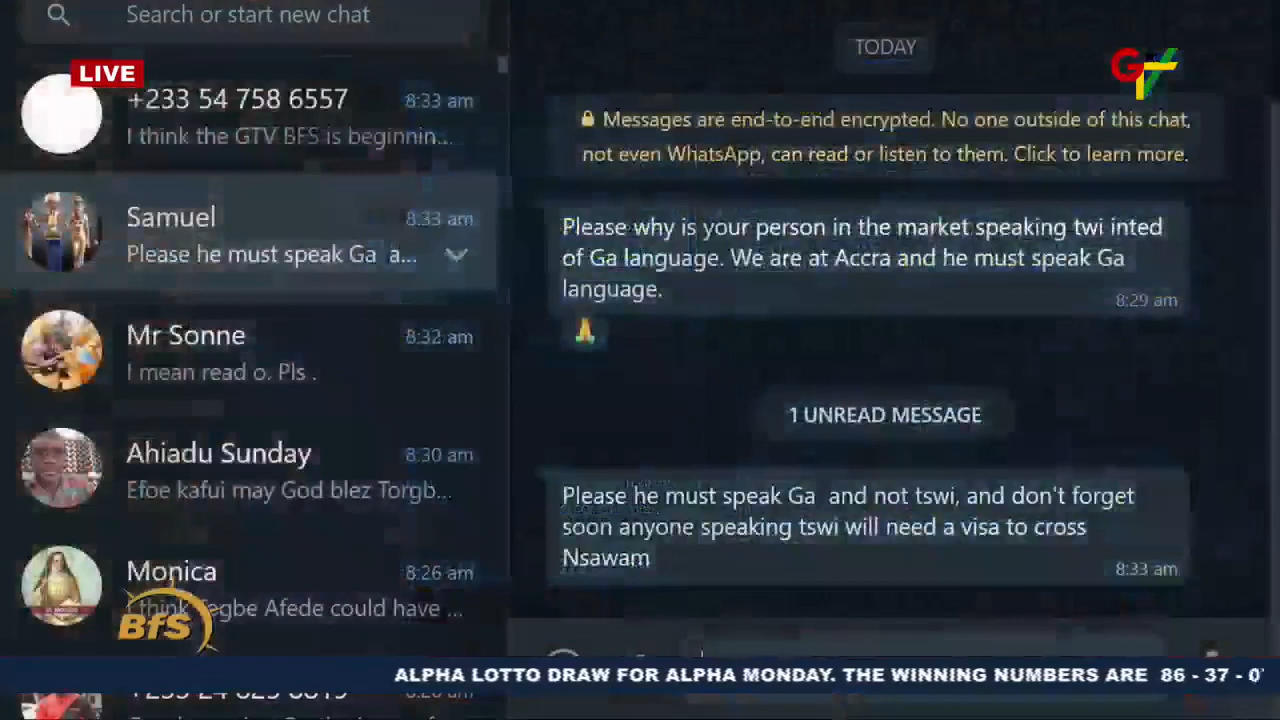 Search or start new chat
LIVE
+233 54 758 6557
8:33 am
I think the GTV BFS is beginnin...
Samuel
8:33 am
Please he must speak Ga a...
Mr Sonne
8:32 am
I mean read o. Pls .
Ahiadu Sunday
8:30 am
Efoe kafui may God blez Torgb...
Monica
8:26 am
I think Tegbe Afede could have ...
BFS
TODAY
GTV
Messages are end-to-end encrypted. No one outside of this chat,
not even WhatsApp, can read or listen to them. Click to learn more.
Please why is your person in the market speaking twi inted
of Ga language. We are at Accra and he must speak Ga
language.
8:29 am
🙏
1 UNREAD MESSAGE
Please he must speak Ga and not tswi, and don't forget
soon anyone speaking tswi will need a visa to cross
Nsawam
8:33 am
ALPHA LOTTO DRAW FOR ALPHA MONDAY. THE WINNING NUMBERS ARE 86 - 37 -